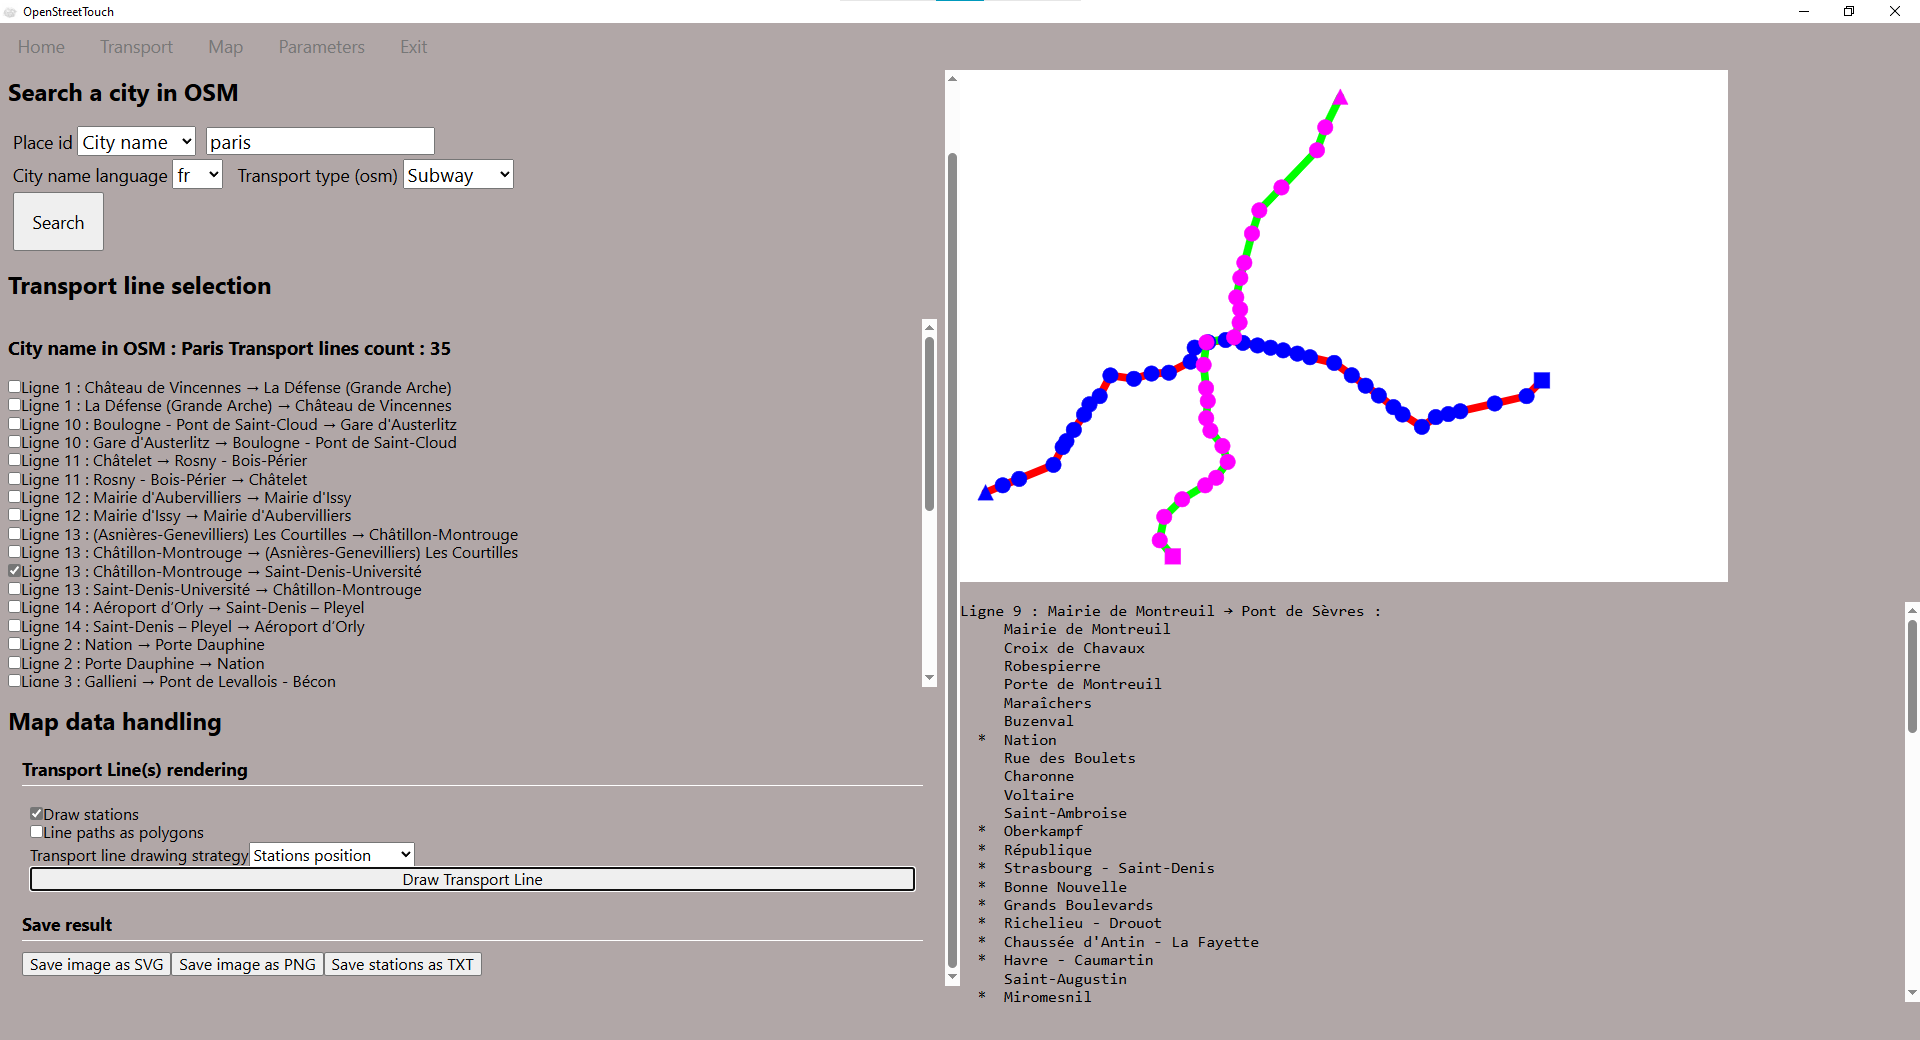 OpenStreetTouch
Home Transport Map Parameters Exit
Search a city in OSM
Place id City name paris
City name language fr Transport type (osm) Subway
Search
Transport line selection
City name in OSM : Paris Transport lines count : 35
Ligne 1 : Château de Vincennes → La Défense (Grande Arche)
Ligne 1 : La Défense (Grande Arche) → Château de Vincennes
Ligne 10 : Boulogne - Pont de Saint-Cloud → Gare d'Austerlitz
Ligne 10 : Gare d'Austerlitz → Boulogne - Pont de Saint-Cloud
Ligne 11 : Châtelet → Rosny - Bois-Périer
Ligne 11 : Rosny - Bois-Périer → Châtelet
Ligne 12 : Mairie d'Aubervilliers → Mairie d'Issy
Ligne 12 : Mairie d'Issy → Mairie d'Aubervilliers
Ligne 13 : (Asnières-Genevilliers) Les Courtilles → Châtillon-Montrouge
Ligne 13 : Châtillon-Montrouge → (Asnières-Genevilliers) Les Courtilles
Ligne 13 : Châtillon-Montrouge → Saint-Denis-Université
Ligne 13 : Saint-Denis-Université → Châtillon-Montrouge
Ligne 14 : Aéroport d'Orly → Saint-Denis – Pleyel
Ligne 14 : Saint-Denis – Pleyel → Aéroport d'Orly
Ligne 2 : Nation → Porte Dauphine
Ligne 2 : Porte Dauphine → Nation
Ligne 3 : Gallieni → Pont de Levallois - Bécon
Map data handling
Transport Line(s) rendering
Draw stations
Line paths as polygons
Transport line drawing strategy Stations position
Draw Transport Line
Save result
Save image as SVG Save image as PNG Save stations as TXT
Ligne 9 : Mairie de Montreuil → Pont de Sèvres :
Mairie de Montreuil
Croix de Chavaux
Robespierre
Porte de Montreuil
Maraîchers
Buzenval
* Nation
Rue des Boulets
Charonne
Voltaire
Saint-Ambroise
* Oberkampf
* République
* Strasbourg - Saint-Denis
* Bonne Nouvelle
* Grands Boulevards
* Richelieu - Drouot
* Chaussée d'Antin - La Fayette
* Havre - Caumartin
Saint-Augustin
* Miromesnil